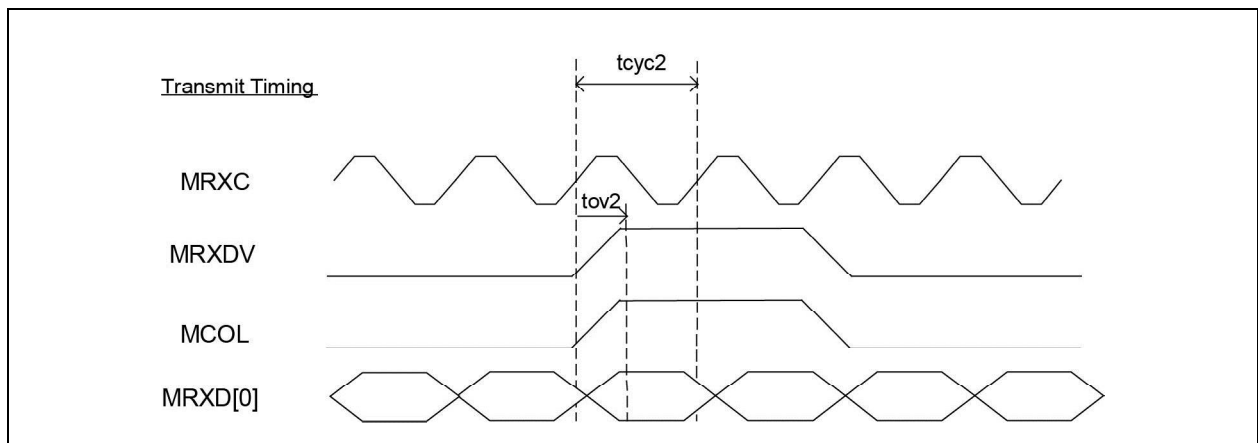 tcyc2
Transmit Timing
MRXC
tov2
MRXDV
MCOL
MRXD[0]